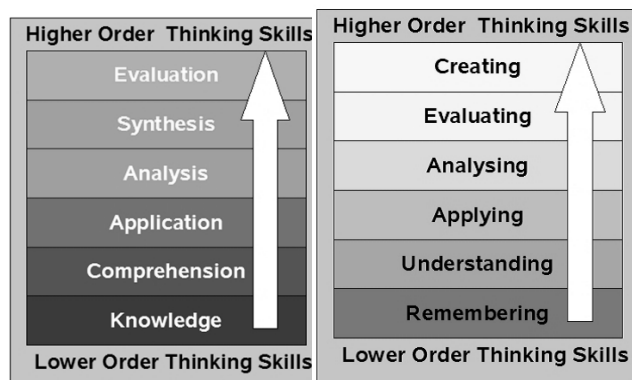 Higher Order Thinking Skills
Evaluation
Synthesis
Analysis
Application
Comprehension
Knowledge
Lower Order Thinking Skills
Higher Order Thinking Skills
Creating
Evaluating
Analysing
Applying
Understanding
Remembering
Lower Order Thinking Skills